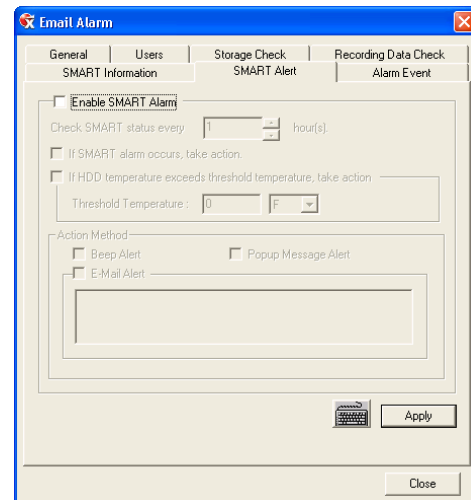 Email Alarm
General Users Storage Check Recording Data Check
SMART Information SMART Alert Alarm Event
Enable SMART Alarm
Check SMART status every 1 hour(s).
If SMART alarm occurs, take action.
If HDD temperature exceeds threshold temperature, take action
Threshold Temperature : 0 F
Action Method
Beep Alert Popup Message Alert
E-Mail Alert
Apply
Close